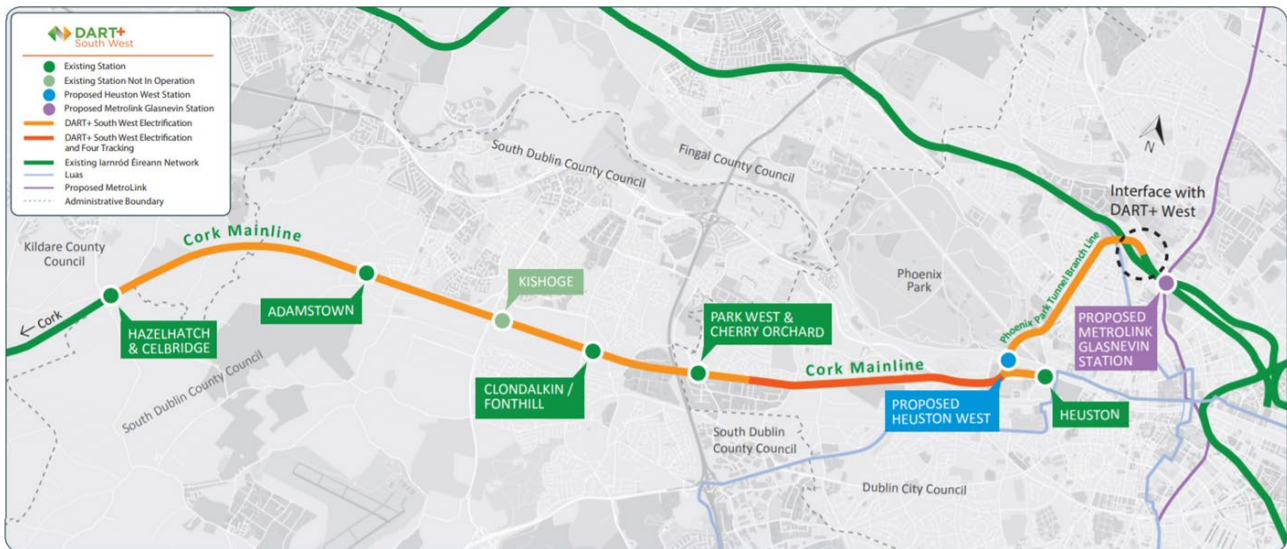 DART+
South West
Existing Station
Existing Station Not In Operation
Proposed Heuston West Station
Proposed Metrolink Glasnevin Station
DART+ South West Electrification
DART+ South West Electrification
and Four Tracking
Existing Iarnród Éireann Network
Luas
Proposed MetroLink
Administrative Boundary
South Dublin County Council
Fingal County Council
N
Interface with
DART+ West
Kildare County
Council
Cork Mainline
Phoenix Park Tunnel Branch Line
Phoenix
Park
KISHOGE
ADAMSTOWN
← Cork
HAZELHATCH
& CELBRIDGE
PARK WEST &
CHERRY ORCHARD
PROPOSED
METROLINK
GLASNEVIN
STATION
Cork Mainline
CLONDALKIN /
FONTHILL
PROPOSED
HEUSTON WEST
HEUSTON
South Dublin County Council
South Dublin
County Council
Dublin City Council